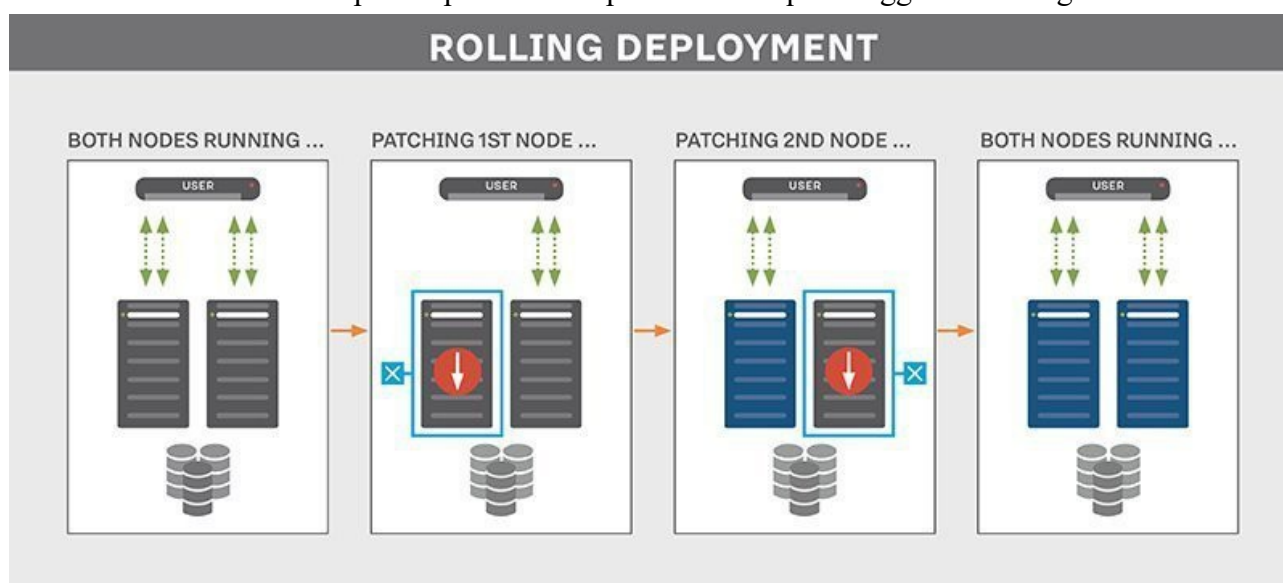 ROLLING DEPLOYMENT
BOTH NODES RUNNING ...
PATCHING 1ST NODE ...
PATCHING 2ND NODE ...
BOTH NODES RUNNING ...
USER
USER
USER
USER